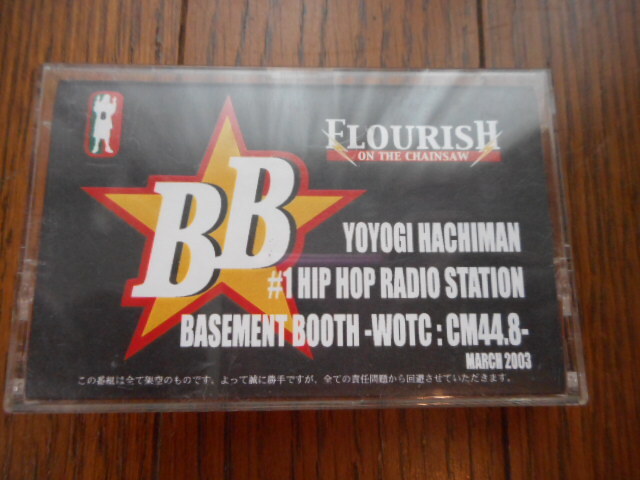 FLOURISH
ON THE CHAINSAW
BB
YOYOGI HACHIMAN
#1 HIP HOP RADIO STATION
BASEMENT BOOTH -WOTC : CM44.8-
MARCH 2003
この番組は全て架空のものです。よって誠に勝手ですが、全ての責任問題から回避させていただきます。